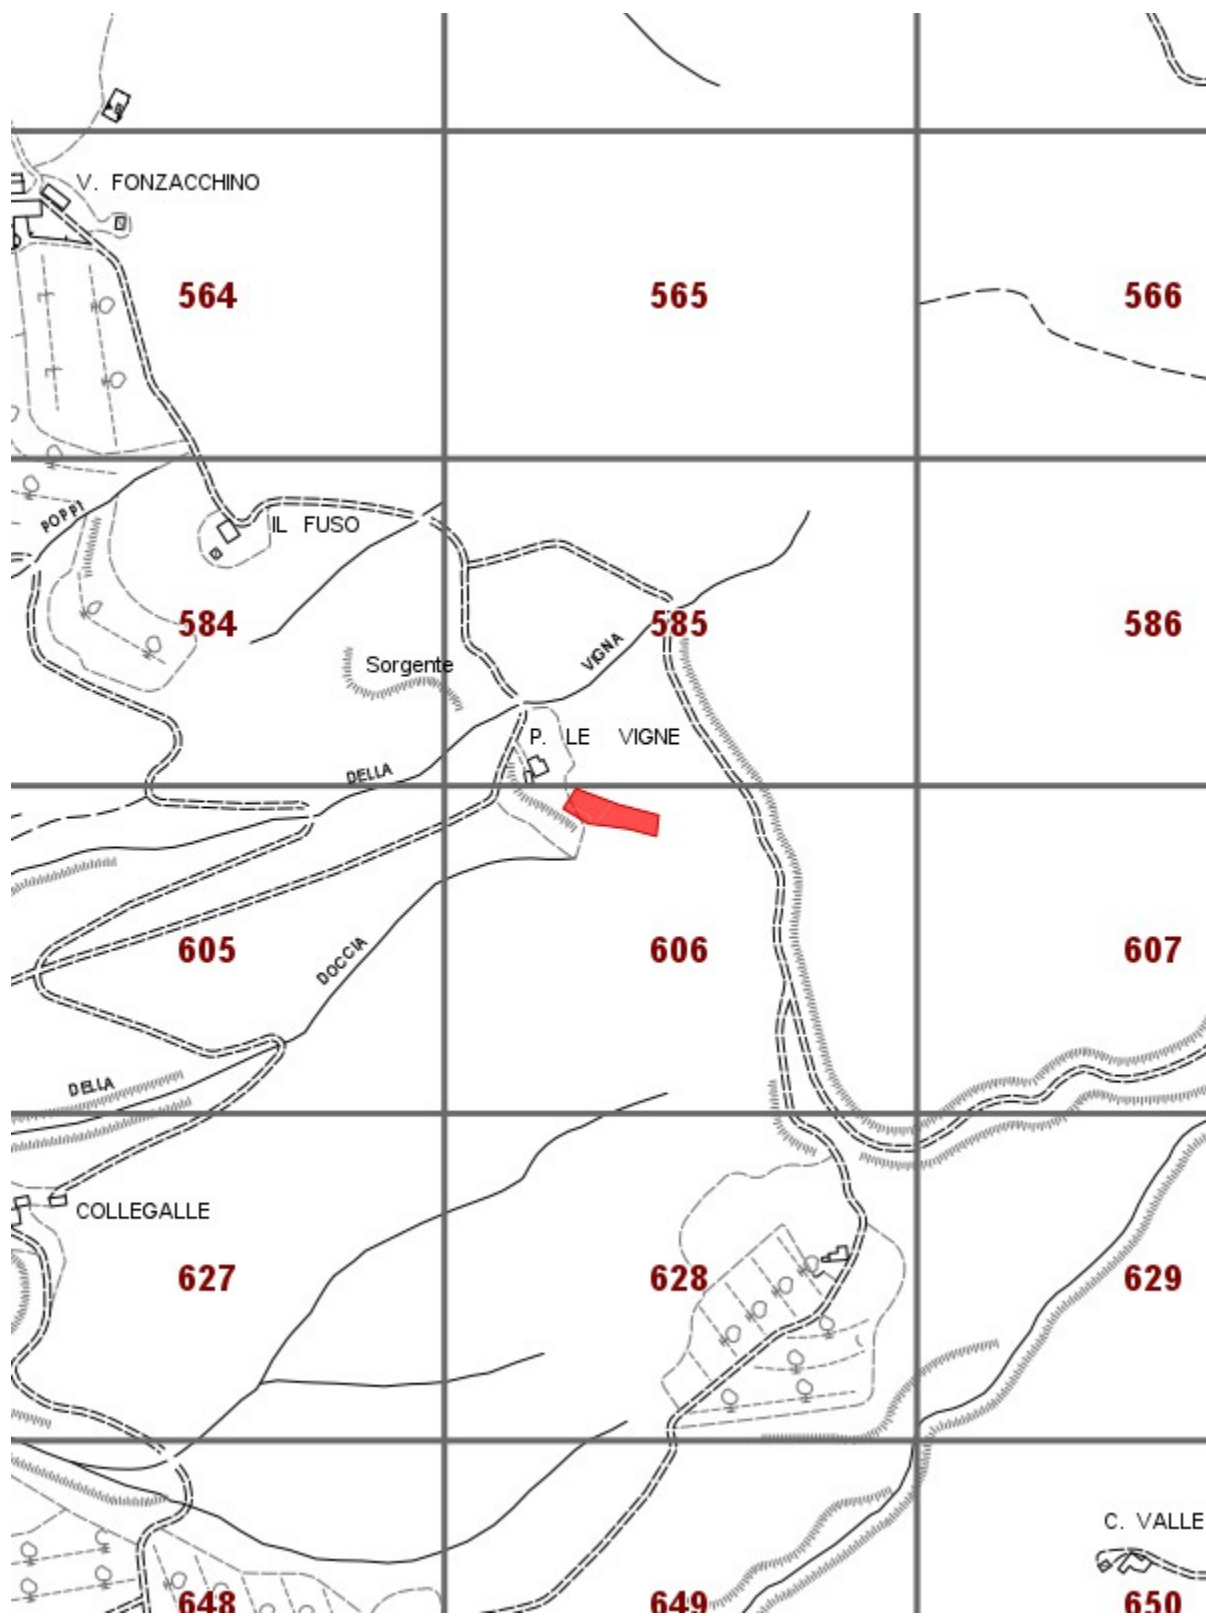 V. FONZACCHINO
564
565
566
POPPI
IL FUSO
584
585
586
VIGNA
Sorgente
P. LE VIGNE
DELLA
605
606
607
DOCCIA
DELLA
COLLEGALLE
627
628
629
C. VALLE
648
649
650